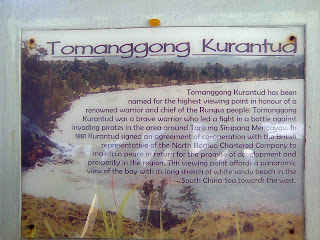 Tomanggong Kurantud
Tomanggong Kurantud has been
named for the highest viewing point in honour of a
renowned warrior and chief of the Rungus people. Tomanggong
Kurantud was a brave warrior who led a fight in a battle against
invading pirates in the area around Tanjung Simpang Mengayau. In
1881 Kurantud signed an agreement of co-operation with the British
representative of the North Borneo Chartered Company to
maintain peace in return for the promise of development and
prosperity in the region. This viewing point affords a panoramic
view of the bay with its long stretch of white sandy beach in the
South China Sea towards the west.